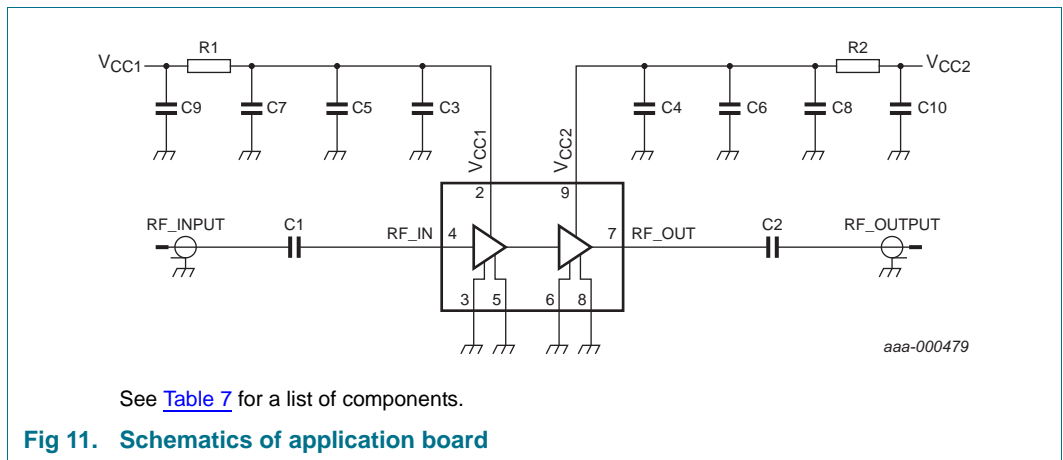 R1
R2
VCC1
VCC2
C9
C7
C5
C3
C4
C6
C8
C10
VCC1
VCC2
2
9
RF_INPUT
C1
RF_IN
4
7
RF_OUT
C2
RF_OUTPUT
3
5
6
8
aaa-000479
See Table 7 for a list of components.
Fig 11. Schematics of application board